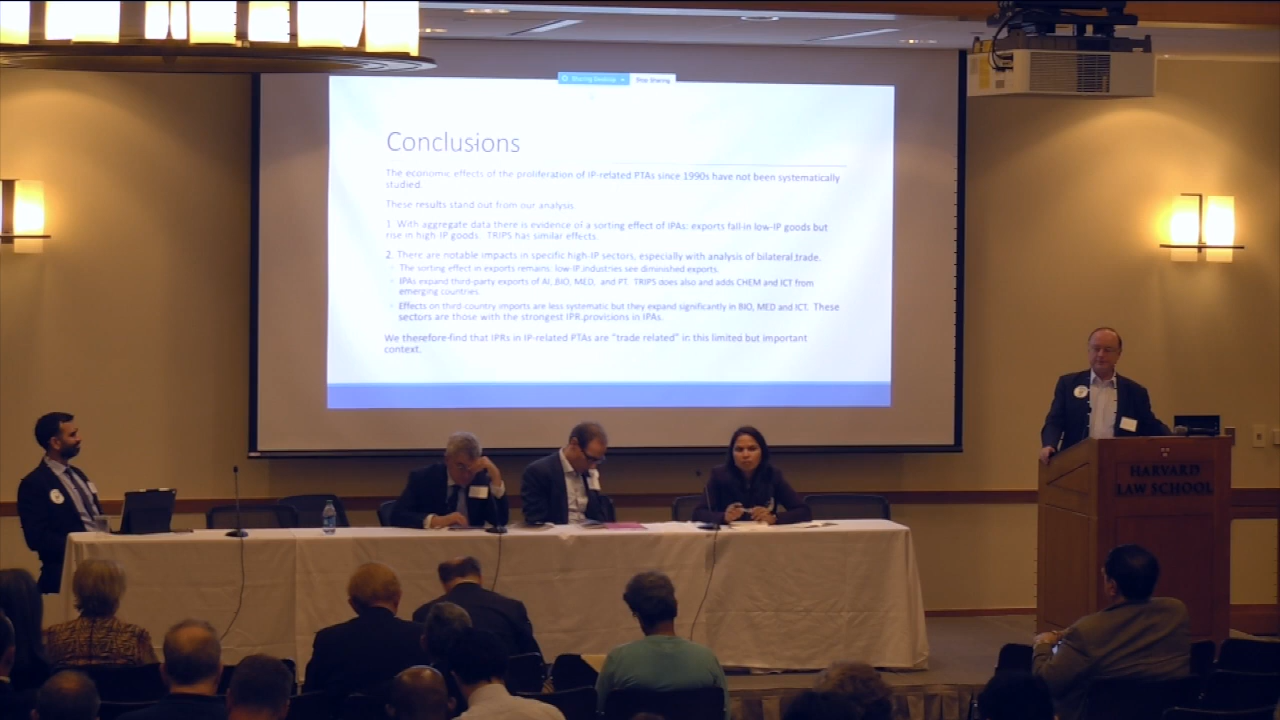 Sharing Desktop
Stop Sharing
Conclusions
The economic effects of the proliferation of IP-related PTAs since 1990s have not been systematically
studied.
These results stand out from our analysis.
1. With aggregate data there is evidence of a sorting effect of IPAs: exports fall in low-IP goods but
rise in high-IP goods. TRIPS has similar effects.
2. There are notable impacts in specific high-IP sectors, especially with analysis of bilateral trade.
The sorting effect in exports remains: low-IP industries see diminished exports.
IPAs expand third-party exports of AI, BIO, MED, and PT. TRIPS does also and adds CHEM and ICT from
emerging countries.
Effects on third-country imports are less systematic but they expand significantly in BIO, MED and ICT. These
sectors are those with the strongest IPR provisions in IPAs.
We therefore find that IPRs in IP-related PTAs are "trade related" in this limited but important
context.
HARVARD
LAW SCHOOL